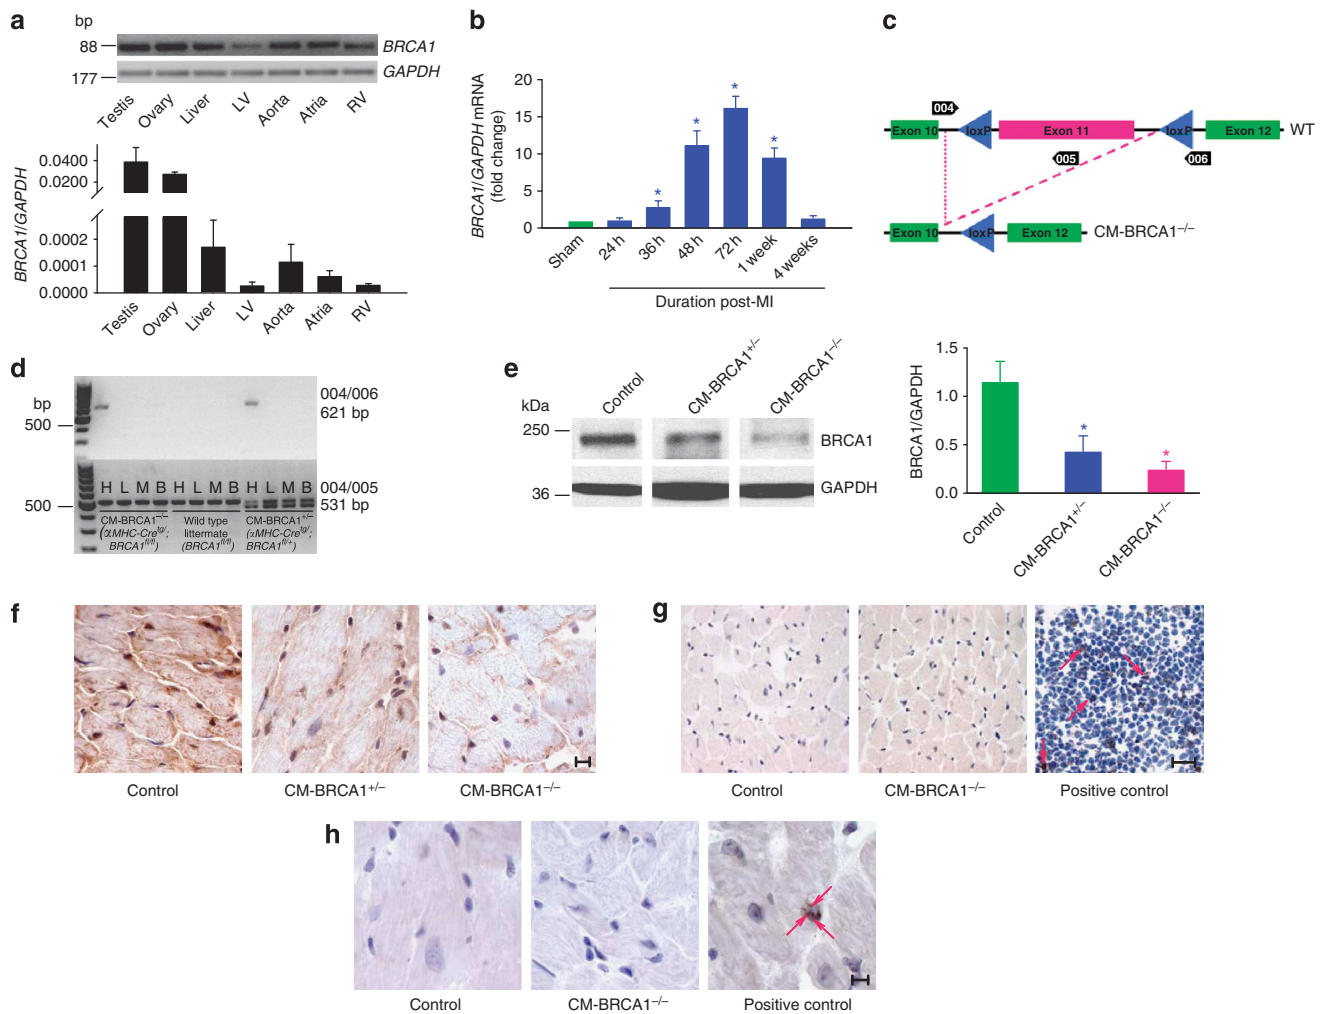 a
bp
88
BRCA1
177
GAPDH
Testis
Ovary
Liver
LV
Aorta
Atria
RV
BRCA1/GAPDH
0.0400
0.0200
0.0002
0.0001
0.0000
Testis
Ovary
Liver
LV
Aorta
Atria
RV
b
BRCA1/GAPDH mRNA
(fold change)
20
15
10
5
0
*
*
*
*
Sham
24 h
36 h
48 h
72 h
1 week
4 weeks
Duration post-MI
c
004
Exon 10
loxP
Exon 11
loxP
Exon 12
WT
005
006
Exon 10
loxP
Exon 12
CM-BRCA1–/–
d
bp
500
500
004/006
621 bp
H L M B H L M B H L M B
004/005
531 bp
CM-BRCA1–/–
(αMHC-Cretg/;
BRCA1fl/fl)
Wild type
littermate
(BRCA1fl/fl)
CM-BRCA1+/–
(αMHC-Cretg/;
BRCA1fl/+)
e
kDa
Control
CM-BRCA1+/–
CM-BRCA1–/–
250
BRCA1
36
GAPDH
BRCA1/GAPDH
1.5
1.0
0.5
0.0
*
*
Control
CM-BRCA1+/–
CM-BRCA1–/–
f
Control
CM-BRCA1+/–
CM-BRCA1–/–
g
Control
CM-BRCA1–/–
Positive control
h
Control
CM-BRCA1–/–
Positive control